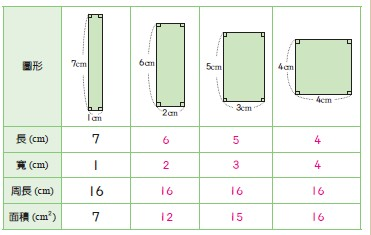 圖形 7cm 1cm 6cm 2cm 5cm 3cm 4cm 4cm
長 (cm) 7 6 5 4
寬 (cm) 1 2 3 4
周長 (cm) 16 16 16 16
面積 (cm²) 7 12 15 16